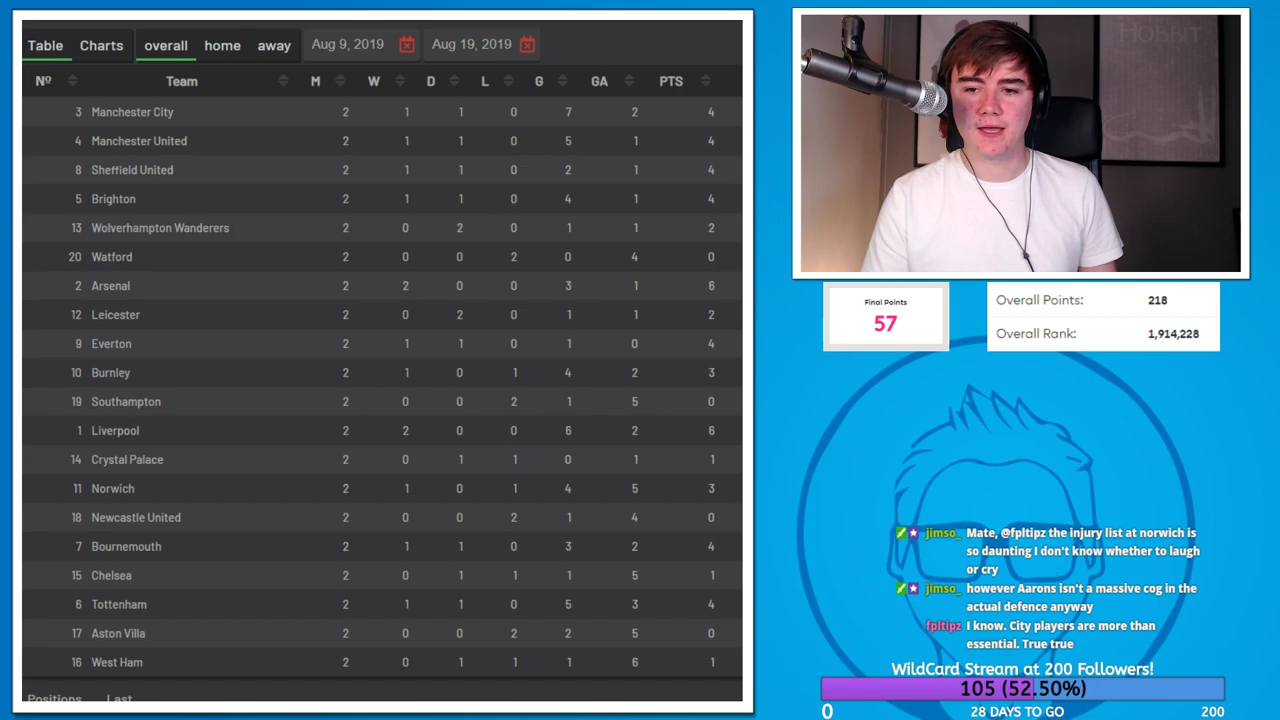 Table Charts overall home away Aug 9, 2019 Aug 19, 2019
Nº Team M W D L G GA PTS
3 Manchester City 2 1 1 0 7 2 4
4 Manchester United 2 1 1 0 5 1 4
8 Sheffield United 2 1 1 0 2 1 4
5 Brighton 2 1 1 0 4 1 4
13 Wolverhampton Wanderers 2 0 2 0 1 1 2
20 Watford 2 0 0 2 0 4 0
2 Arsenal 2 2 0 0 3 1 6
12 Leicester 2 0 2 0 1 1 2
9 Everton 2 1 1 0 1 0 4
10 Burnley 2 1 0 1 4 2 3
19 Southampton 2 0 0 2 1 5 0
1 Liverpool 2 2 0 0 6 2 6
14 Crystal Palace 2 0 1 1 0 1 1
11 Norwich 2 1 0 1 4 5 3
18 Newcastle United 2 0 0 2 1 4 0
7 Bournemouth 2 1 1 0 3 2 4
15 Chelsea 2 0 1 1 1 5 1
6 Tottenham 2 1 1 0 5 3 4
17 Aston Villa 2 0 0 2 2 5 0
16 West Ham 2 0 1 1 1 6 1
Positions Last
HOBBIT
Final Points
57
Overall Points: 218
Overall Rank: 1,914,228
jimso_ Mate, @fpltipz the injury list at norwich is
so daunting I don't know whether to laugh
or cry
jimso_ however Aarons isn't a massive cog in the
actual defence anyway
fpltipz I know. City players are more than
essential. True true
WildCard Stream at 200 Followers!
105 (52.50%)
0 28 DAYS TO GO 200